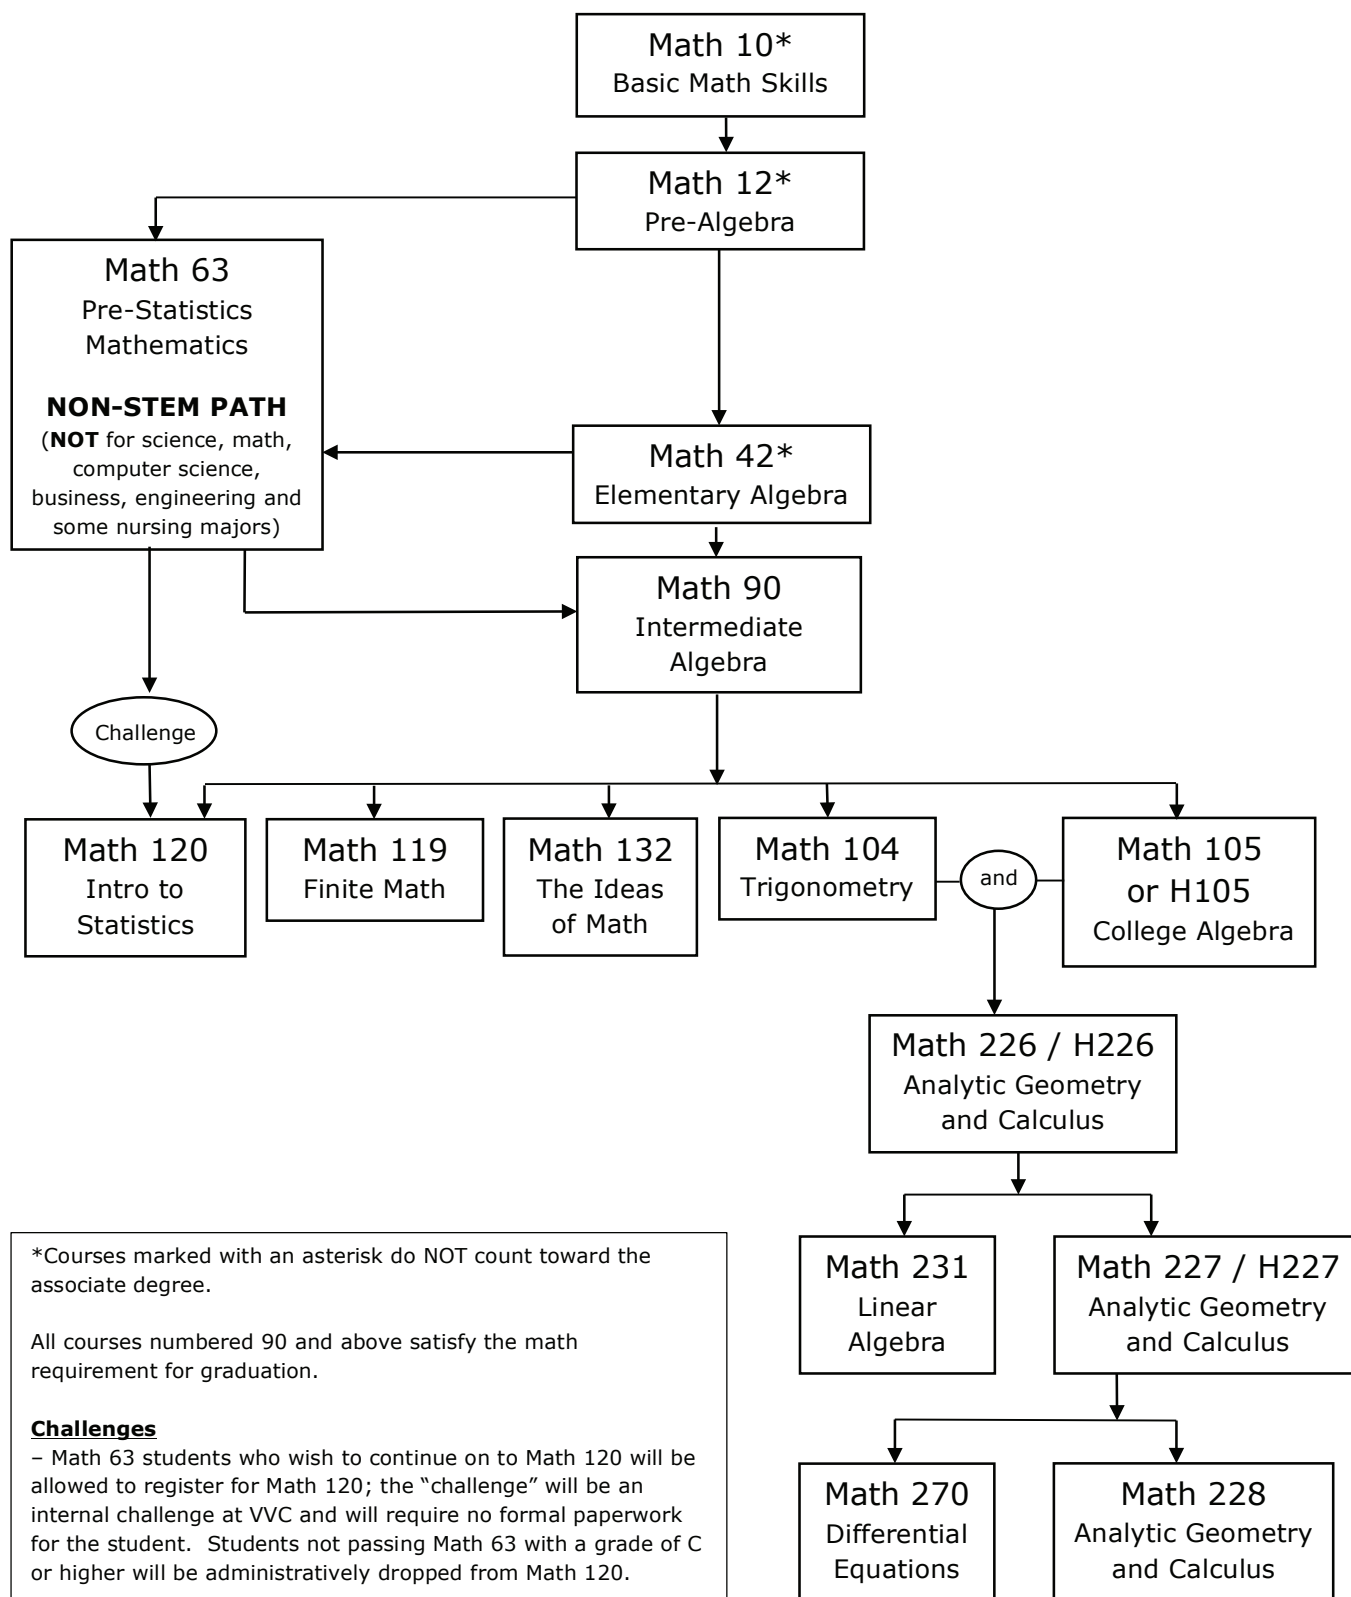 Math 10*
Basic Math Skills
Math 12*
Pre-Algebra
Math 63
Pre-Statistics
Mathematics
NON-STEM PATH
(NOT for science, math,
computer science,
business, engineering and
some nursing majors)
Math 42*
Elementary Algebra
Math 90
Intermediate
Algebra
Challenge
Math 120
Intro to
Statistics
Math 119
Finite Math
Math 132
The Ideas
of Math
Math 104
Trigonometry
and
Math 105
or H105
College Algebra
Math 226 / H226
Analytic Geometry
and Calculus
Math 231
Linear
Algebra
Math 227 / H227
Analytic Geometry
and Calculus
Math 270
Differential
Equations
Math 228
Analytic Geometry
and Calculus
*Courses marked with an asterisk do NOT count toward the
associate degree.
All courses numbered 90 and above satisfy the math
requirement for graduation.
Challenges
– Math 63 students who wish to continue on to Math 120 will be
allowed to register for Math 120; the “challenge” will be an
internal challenge at VVC and will require no formal paperwork
for the student.  Students not passing Math 63 with a grade of C
or higher will be administratively dropped from Math 120.